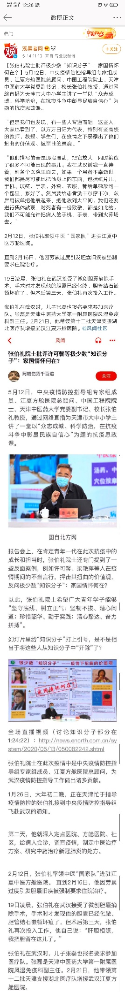 12:28
微博正文
热门
中国FANS
观察者网
5-14 11:13 来自 专业版微博
+关注
【张伯礼院士批评极少数“知识分子”：家国情怀
何在？】5月12日，中央疫情防控指导组专家组成
员、江夏方舱医院总顾问、中国工程院院士、天津
中医药大学党委副书记、校长张伯礼教授，通过网
络直播为天津市大中小学主讲了一堂以“众志成
城、科学防治，在抗疫斗争中彰显民族自信心”为
题的抗疫思政课。
“但是我们也发现，有一些人背道而驰，这些人，
大家也看到了，以方方日记为代表，特别有些高校
的教师、教授、学生们，在疫情之下暴露出了他们
扭曲的价值观、被歪曲的灵魂。”
“他们描写的全是那段混乱，把它放大，同时编造
了很多不可能出现的事儿。我在武汉前线一直待
着，到各个医院里面去，如果一个患者不幸逝世，
我们都是尽可能地把他身上的东西，包括纸片儿、
手机、项链、手表、外套、衣服，都给单独放到一
个包里，系好了。然后要给患者洗干净擦干净，然
后用被单把他裹起来，把他放到太平间。我们还要
进行集体默哀，对死者有一份致敬，都是如此的。
我们不可能允许把病人的手机、手表，带到火葬场
去。”
2月12日，张伯礼率领中医“国家队”进驻江夏中
医方舱医院。
直到2月16日，他因劳累过度引发胆囊旧疾被强制
要求住院治疗。
19日凌晨，张伯礼在武汉接受了微创胆囊摘除手
术，手术时才发现他的胆囊已经化脓、胆管结石嵌
顿坏疽了。但术后第三天，张伯礼再次投入工作。
张伯礼在武汉时，儿子张磊也报名要求参加医疗
队。张磊是天津中医药大学第一附属医院风湿免疫
科副主任。2月21日，他带领第十二批天津支援湖
北医疗队增援武汉江夏方舱医院。@风闻社区
风闻
张伯礼院士批评许可馨等极少数“知识分
子”：家国情怀何在？
阿喵伤我千百遍
关注
5月12日，中央疫情防控指导组专家组成
员、江夏方舱医院总顾问、中国工程院院
士、天津中医药大学党委副书记、校长张伯
礼教授，通过网络直播为天津市大中小学主
讲了一堂以“众志成城、科学防治，在抗疫
斗争中彰显民族自信心”为题的抗疫思政
课。
汤药，中
穴位按摩
张伯礼
图自北方网
报告会上，在肯定青年一代在此次抗疫中的
成长和担当时，张伯礼院士还专门提到了一
些反面案例，例如许可馨、梁艳萍等人在疫
情期间的不当言行，抨击其扭曲的价值观，
反问极少数“知识分子”：家国情怀何在？
以此，张伯礼院士希望广大青年学子能够
“坚守底线、树立正气；坚韧不拔、潜心问
道；珍惜韶华、勤于实践；清心豁达、奋力
拼搏”。
幻灯片里给“知识分子”打上引号，是不是相
当于将这些人从知识分子中“开除”了？
极少数“知识分子”——疫情下扭曲的价值观
家国情怀何在？
全场直播视频（讨论知识分子部分在
1:24:22）：http://news.enorth.com.cn/sy
stem/2020/05/13/050082242.shtml
张伯礼院士在此次疫情中是中央疫情防控指
导组专家组成员、江夏方舱医院总顾问，为
武汉疫情防控指导工作做出诸多贡献。
1月26日，大年初二晚，正在天津忙于指导
疫情防控的张伯礼接到中央疫情防控指导组
飞赴武汉的通知。
第二天，他就深入定点医院、方舱医院、社
区，给病人会诊，调查疫情，制定中医治疗
方案、研究中药治疗新冠肺炎的处方。
2月12日，张伯礼率领中医“国家队”进驻江
夏中医方舱医院。 直到2月16日，他因劳累
过度引发胆囊旧疾被强制要求住院治疗。
19日凌晨，张伯礼在武汉接受了微创胆囊摘
除手术，手术时才发现他的胆囊已经化脓、
胆管结石嵌顿坏疽了。但术后第三天，张伯
礼再次投入工作，他自己说：“肝胆相照，
我把胆留在这儿了。”
张伯礼在武汉时，儿子张磊也报名要求参加
医疗队。张磊是天津中医药大学第一附属医
院风湿免疫科副主任。2月21日，他带领第
十二批天津支援湖北医疗队增援武汉江夏方
舱医院。